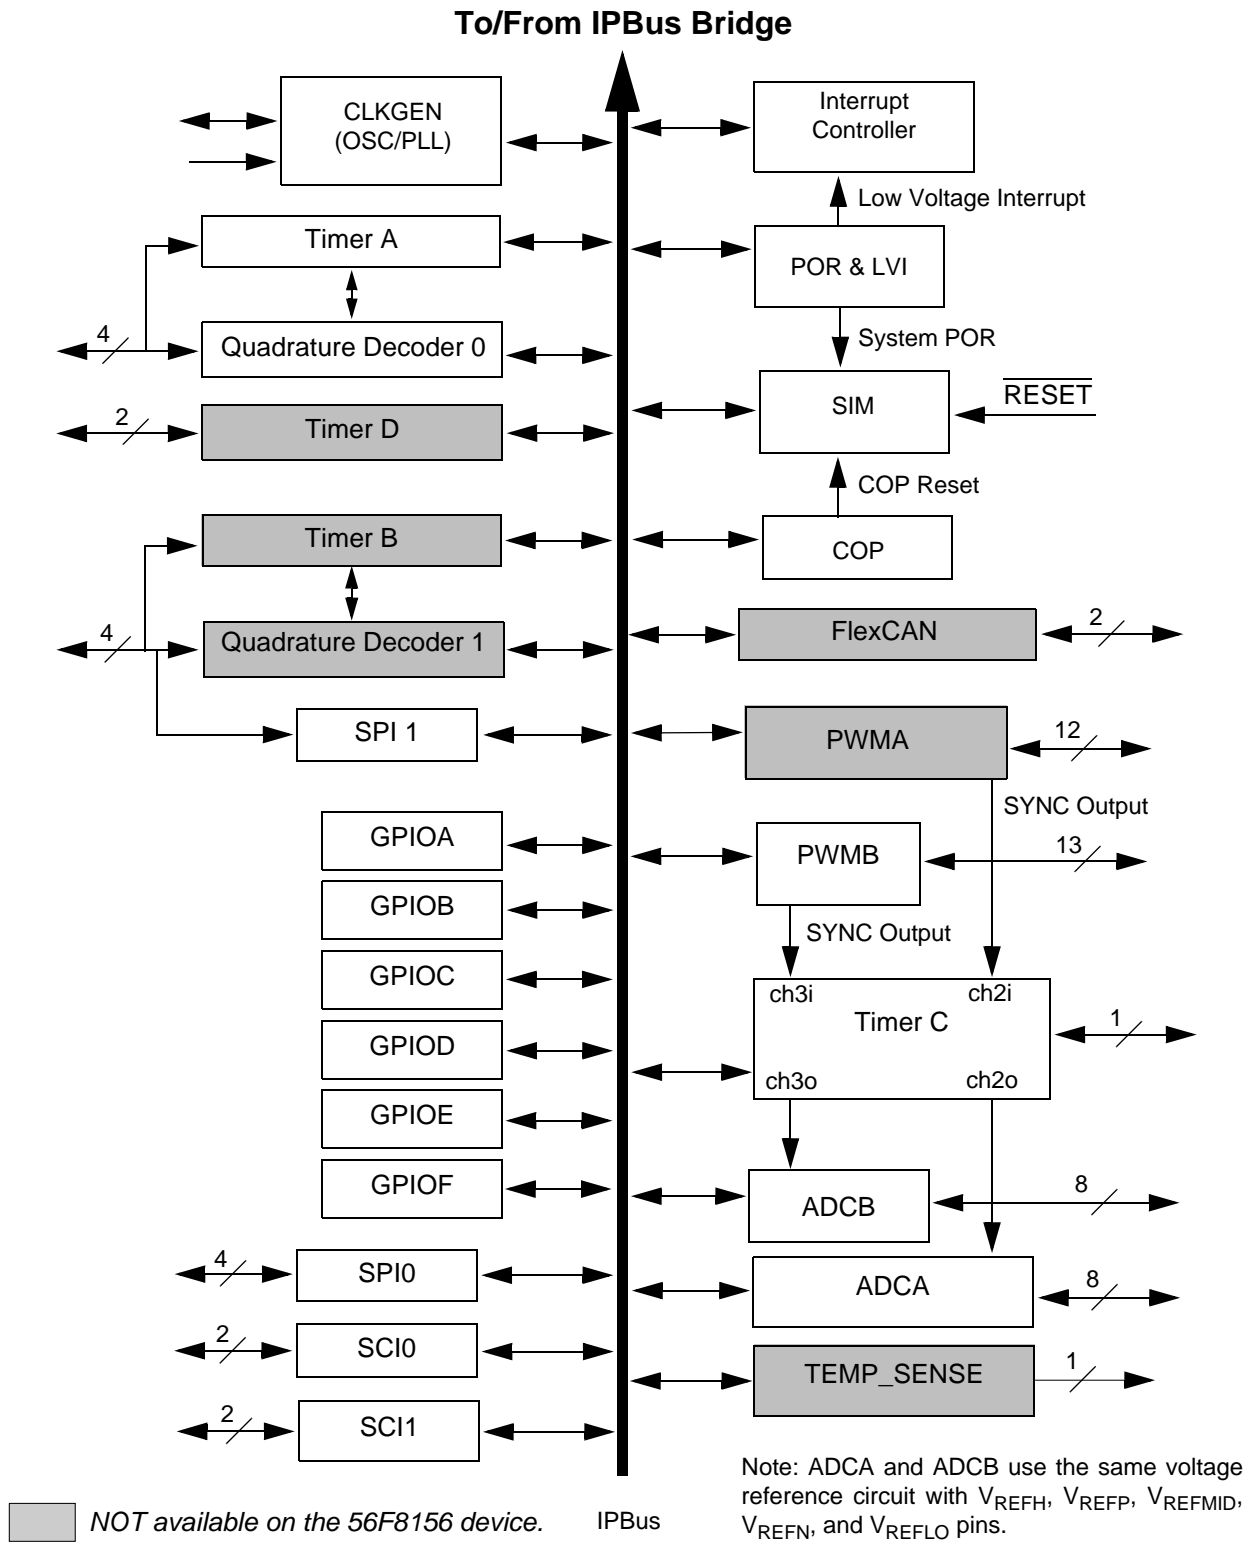 To/From IPBus Bridge
CLKGEN
(OSC/PLL)
Interrupt
Controller
Low Voltage Interrupt
Timer A
POR & LVI
4
Quadrature Decoder 0
System POR
SIM
RESET
2
Timer D
COP Reset
Timer B
COP
4
Quadrature Decoder 1
FlexCAN
2
SPI 1
PWMA
12
SYNC Output
GPIOA
PWMB
13
GPIOB
SYNC Output
GPIOC
ch3i
ch2i
Timer C
1
GPIOD
ch3o
ch2o
GPIOE
GPIOF
ADCB
8
4
SPI0
ADCA
8
2
SCI0
TEMP_SENSE
1
2
SCI1
Note: ADCA and ADCB use the same voltage
reference circuit with VREFH, VREFP, VREFMID,
VREFN, and VREFLO pins.
NOT available on the 56F8156 device.
IPBus